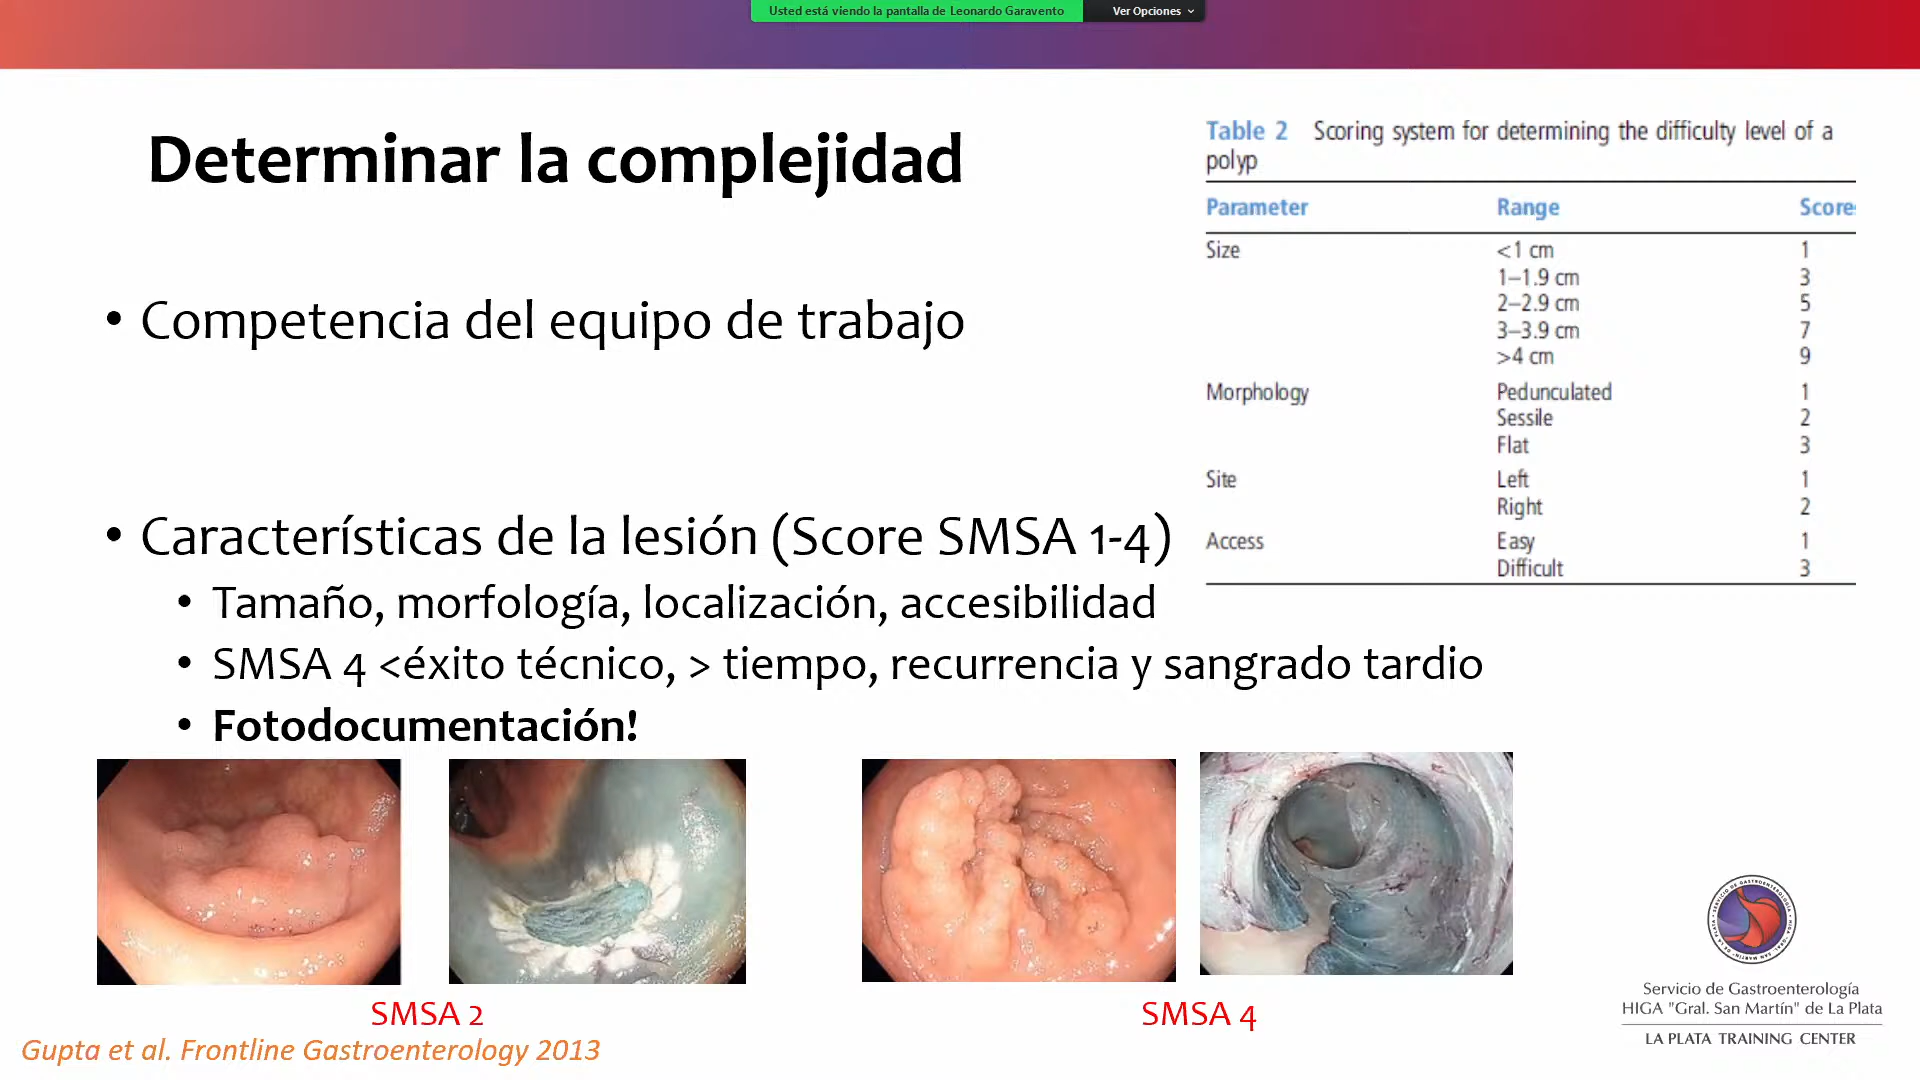 Usted está viendo la pantalla de Leonardo Garavento
Ver Opciones
Determinar la complejidad
• Competencia del equipo de trabajo
• Características de la lesión (Score SMSA 1-4)
• Tamaño, morfología, localización, accesibilidad
• SMSA 4 <éxito técnico, > tiempo, recurrencia y sangrado tardio
• Fotodocumentación!
Table 2 Scoring system for determining the difficulty level of a
polyp
Parameter Range Score
Size <1 cm 1
1–1.9 cm 3
2–2.9 cm 5
3–3.9 cm 7
>4 cm 9
Morphology Pedunculated 1
Sessile 2
Flat 3
Site Left 1
Right 2
Access Easy 1
Difficult 3
SMSA 2
SMSA 4
Gupta et al. Frontline Gastroenterology 2013
Servicio de Gastroenterología
HIGA "Gral. San Martín" de La Plata
LA PLATA TRAINING CENTER